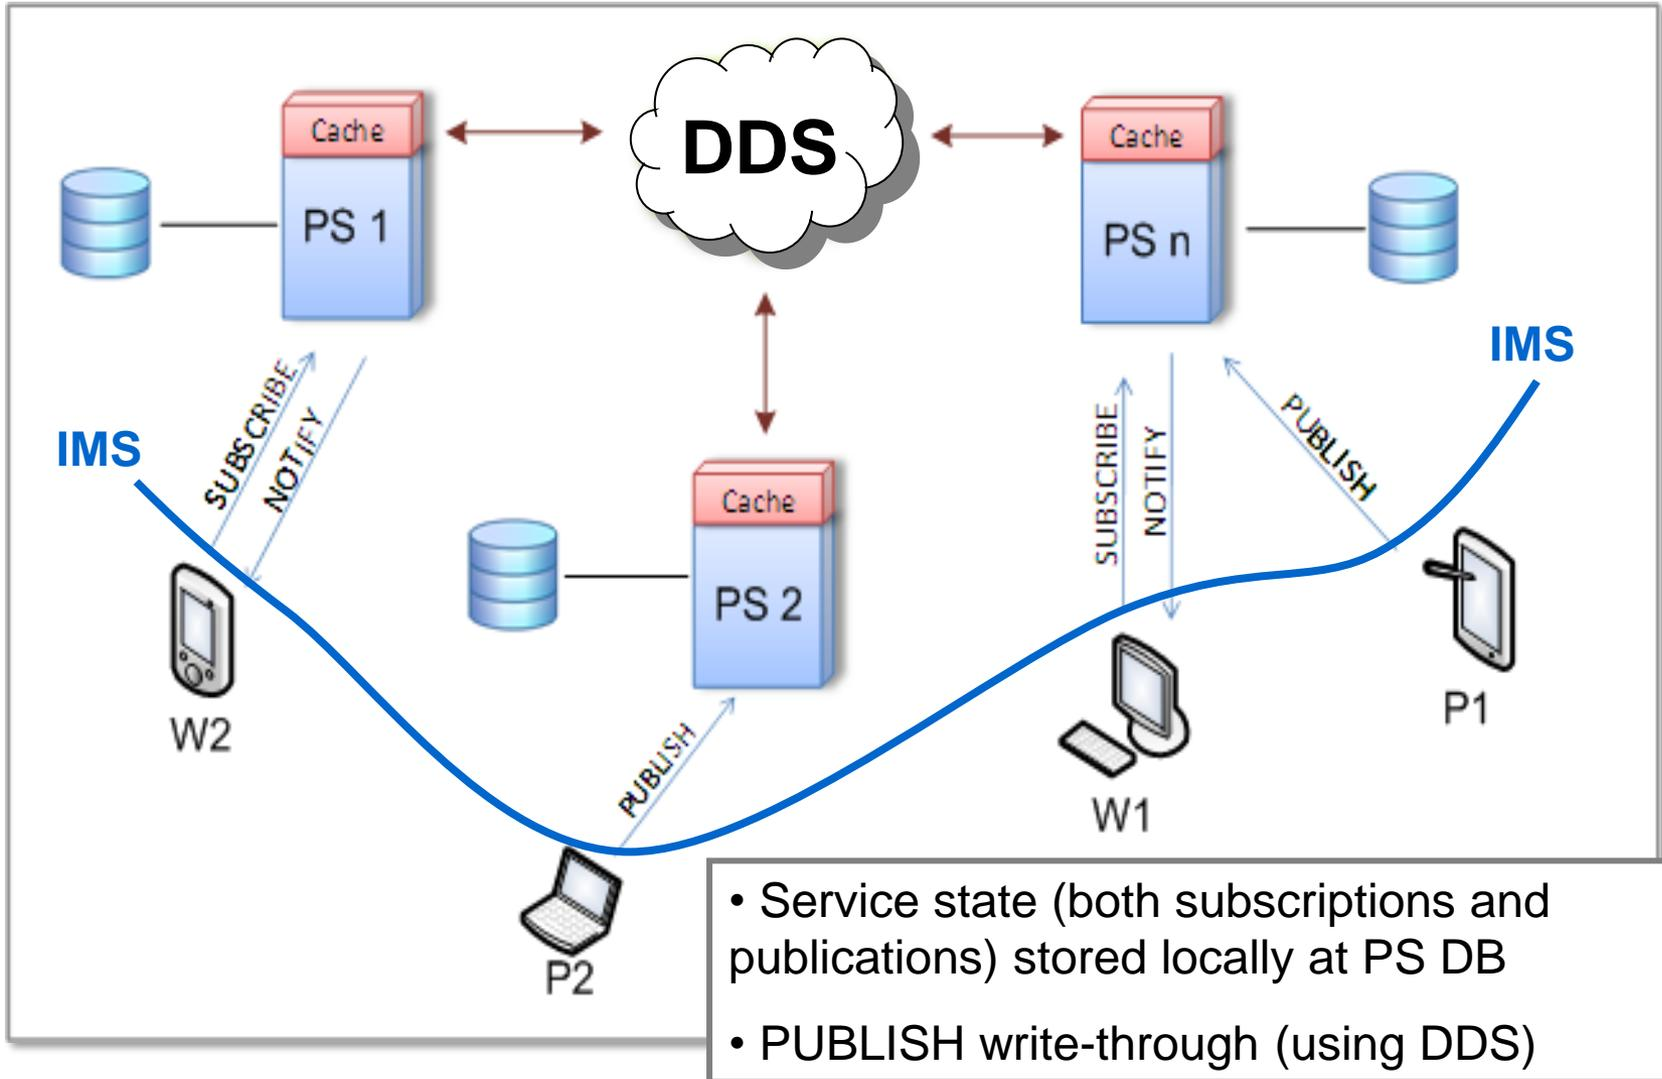 DDS
Cache
PS 1
Cache
PS n
IMS
IMS
SUBSCRIBE
NOTIFY
Cache
PS 2
SUBSCRIBE
NOTIFY
PUBLISH
W2
PUBLISH
P1
W1
P2
• Service state (both subscriptions and
publications) stored locally at PS DB
• PUBLISH write-through (using DDS)